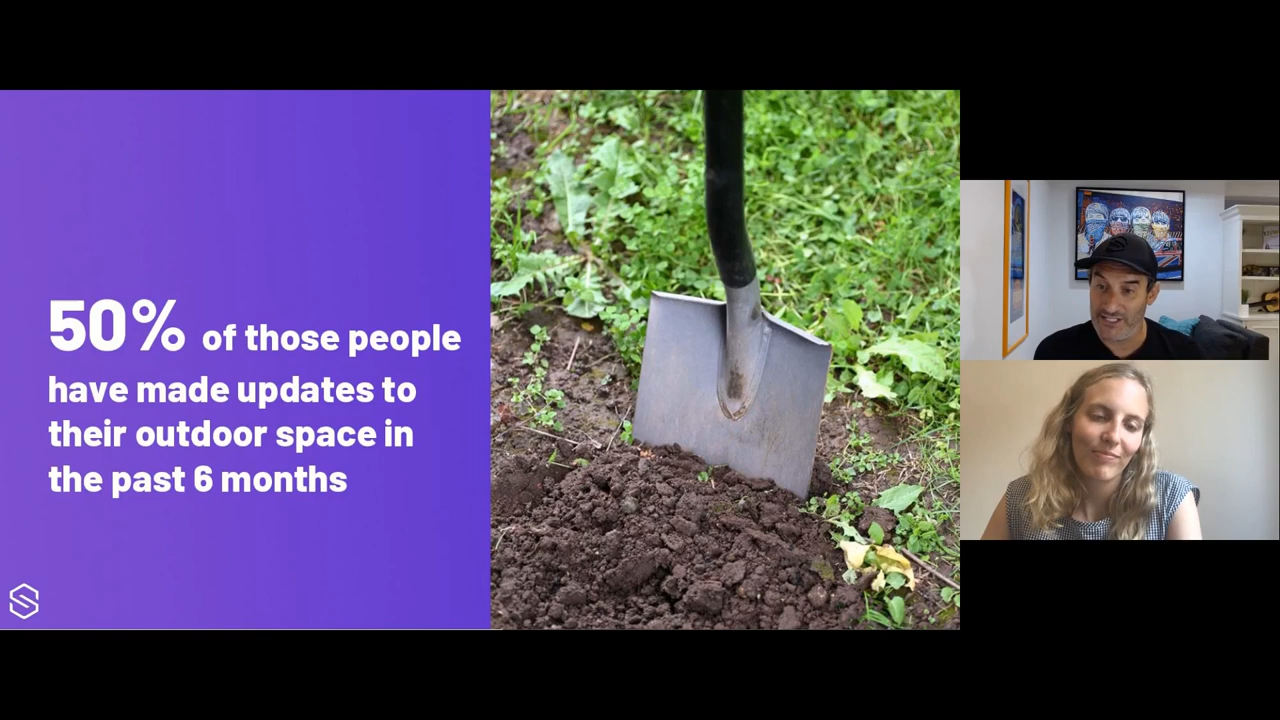 50% of those people
have made updates to
their outdoor space in
the past 6 months